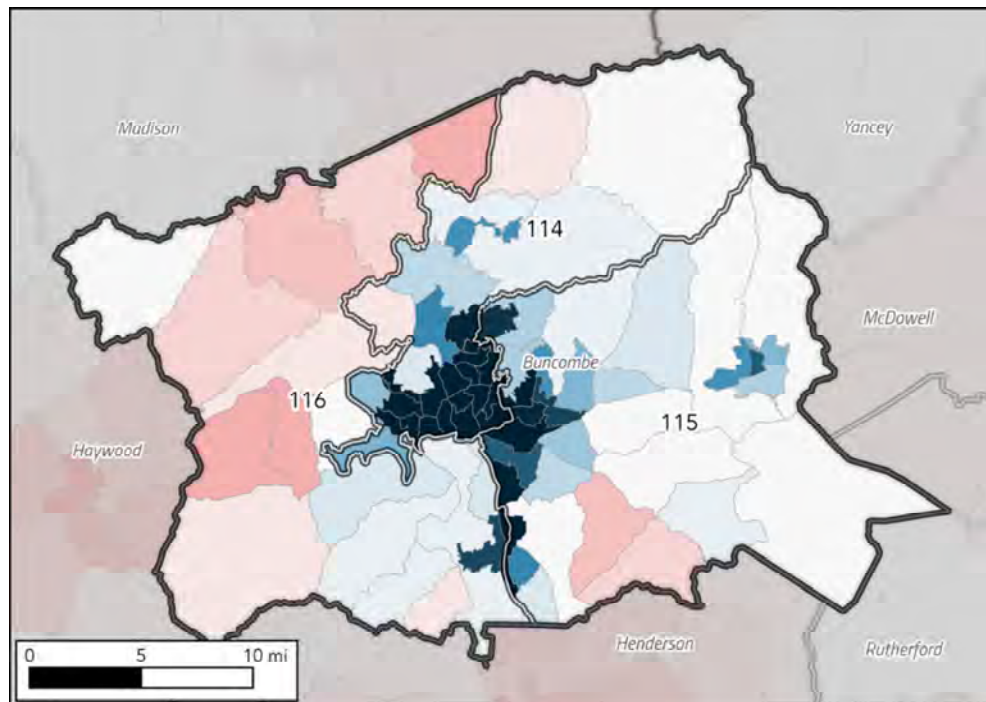 Madison
Yancey
114
McDowell
Buncombe
116
115
Haywood
Henderson
Rutherford
0 5 10 mi